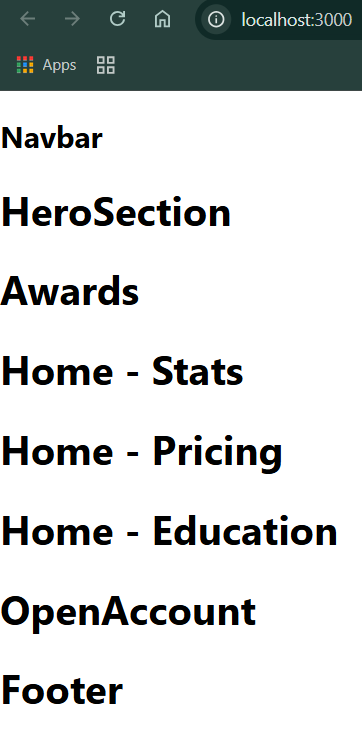 localhost:3000
Apps
Navbar
HeroSection
Awards
Home - Stats
Home - Pricing
Home - Education
OpenAccount
Footer